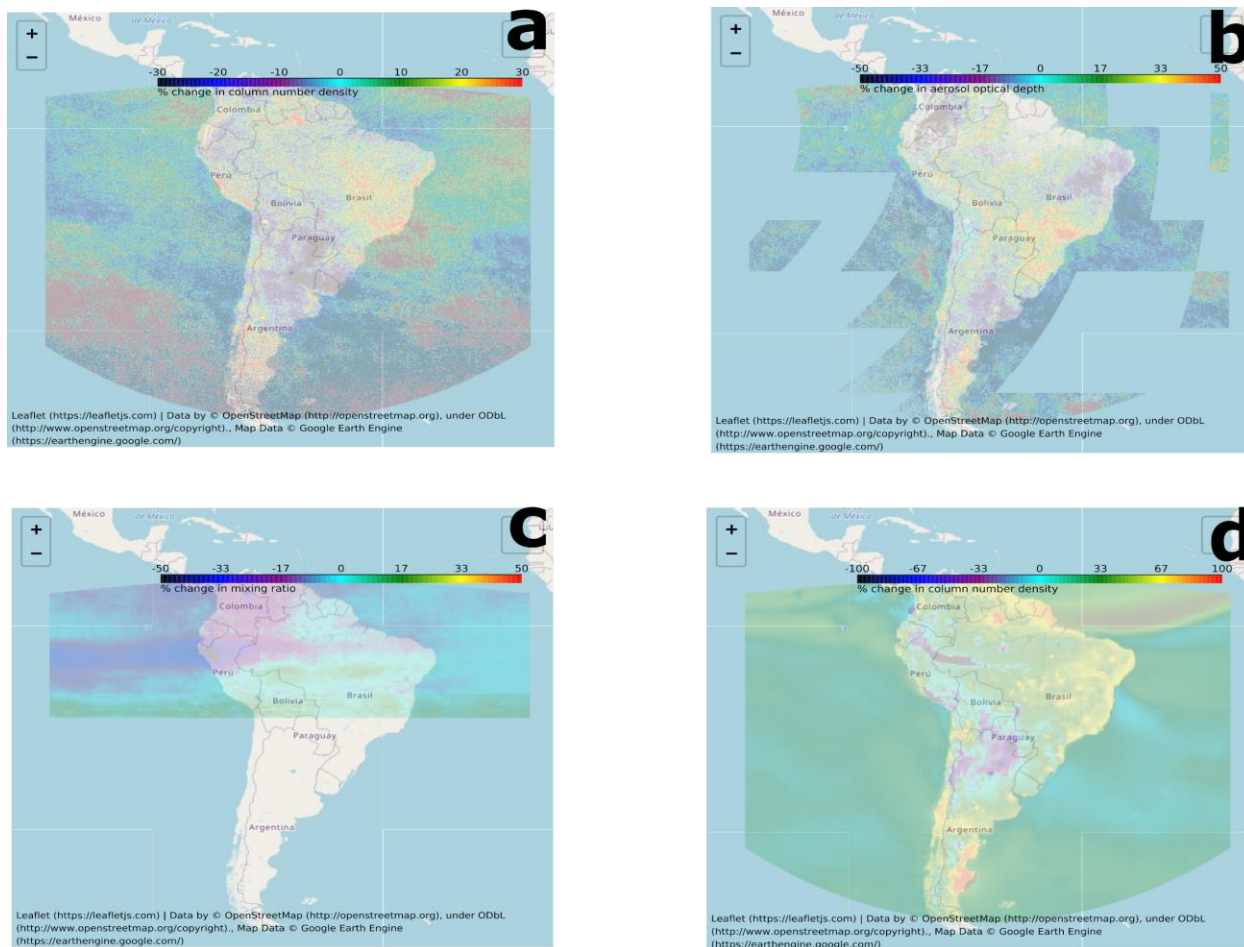 México
de México
a
+
−
-30 -20 -10 0 10 20 30
% change in column number density
Colombia
Perú
Brasil
Bolivia
Paraguay
Argentina
Leaflet (https://leafletjs.com) | Data by © OpenStreetMap (http://openstreetmap.org), under ODbL
(http://www.openstreetmap.org/copyright)., Map Data © Google Earth Engine
(https://earthengine.google.com/)
México
de México
b
+
−
-50 -33 -17 0 17 33 50
% change in aerosol optical depth
Colombia
Perú
Brasil
Bolivia
Paraguay
Argentina
Leaflet (https://leafletjs.com) | Data by © OpenStreetMap (http://openstreetmap.org), under ODbL
(http://www.openstreetmap.org/copyright)., Map Data © Google Earth Engine
(https://earthengine.google.com/)
México
de México
c
+
−
-50 -33 -17 0 17 33 50
% change in mixing ratio
Colombia
Perú
Bolivia
Brasil
Paraguay
Argentina
Leaflet (https://leafletjs.com) | Data by © OpenStreetMap (http://openstreetmap.org), under ODbL
(http://www.openstreetmap.org/copyright)., Map Data © Google Earth Engine
(https://earthengine.google.com/)
México
de México
d
+
−
-100 -67 -33 0 33 67 100
% change in column number density
Colombia
Perú
Bolivia
Brasil
Paraguay
Argentina
Leaflet (https://leafletjs.com) | Data by © OpenStreetMap (http://openstreetmap.org), under ODbL
(http://www.openstreetmap.org/copyright)., Map Data © Google Earth Engine
(https://earthengine.google.com/)